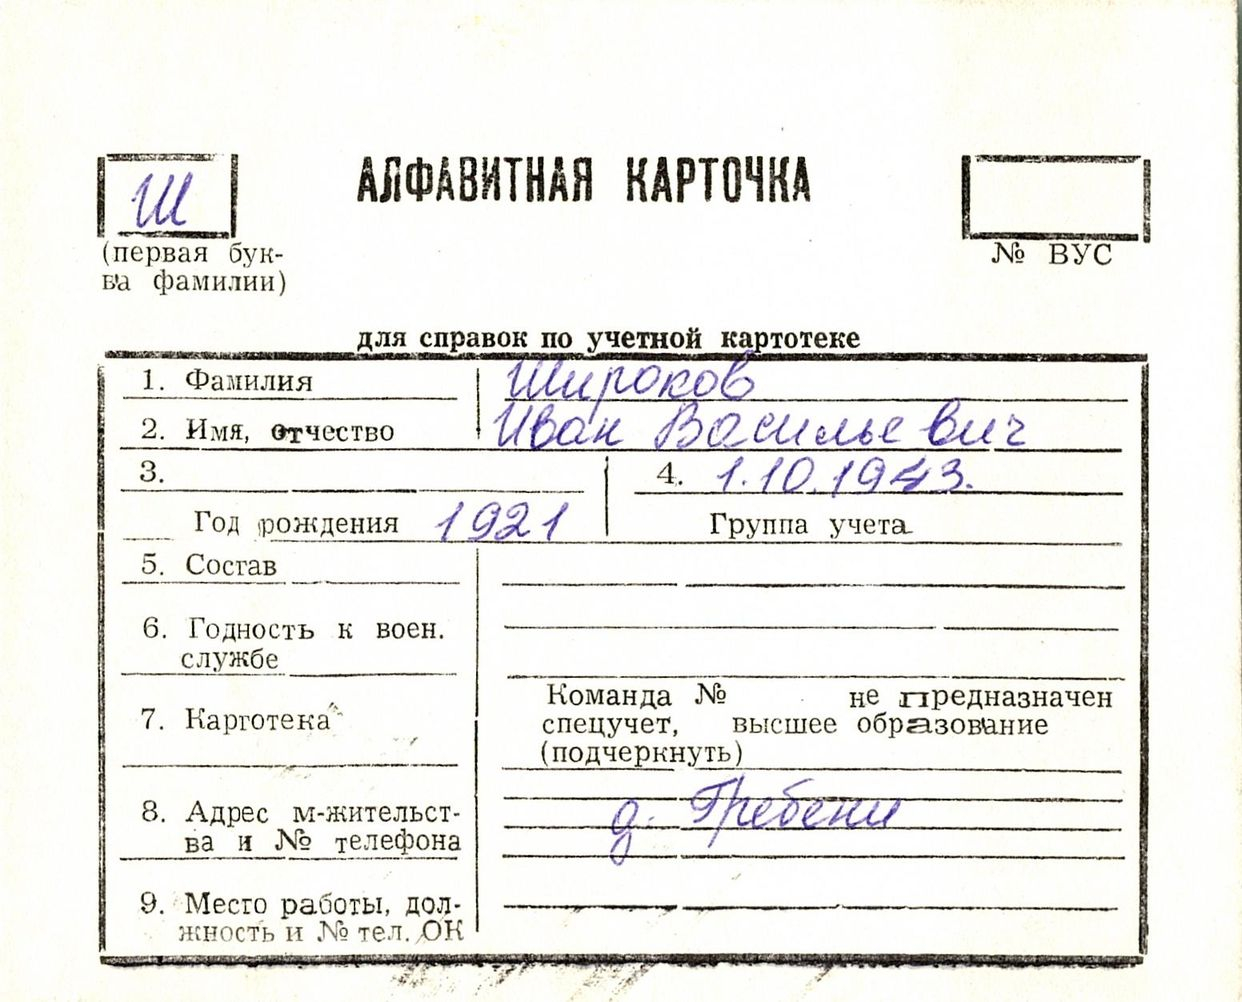 Ш
АЛФАВИТНАЯ КАРТОЧКА
(первая бук-
ва фамилии)
№ ВУС
для справок по учетной картотеке
1. Фамилия Широков
2. Имя, отчество Иван Васильевич
3. 4. 1.10.1943.
Год рождения 1921 Группа учета
5. Состав
6. Годность к воен.
службе
7. Карготека
Команда № не предназначен
спецучет, высшее образование
(подчеркнуть)
8. Адрес м-жительст-
ва и № телефона
д. Гребени
9. Место работы, дол-
жность и № тел. ОК